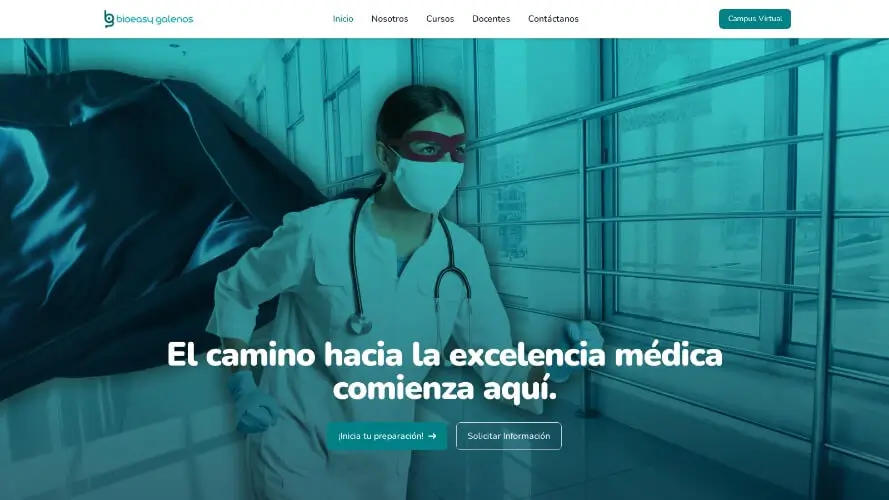 bioeasy galenos
Inicio Nosotros Cursos Docentes Contáctanos
Campus Virtual
El camino hacia la excelencia médica
comienza aquí.
¡Inicia tu preparación! →
Solicitar Información